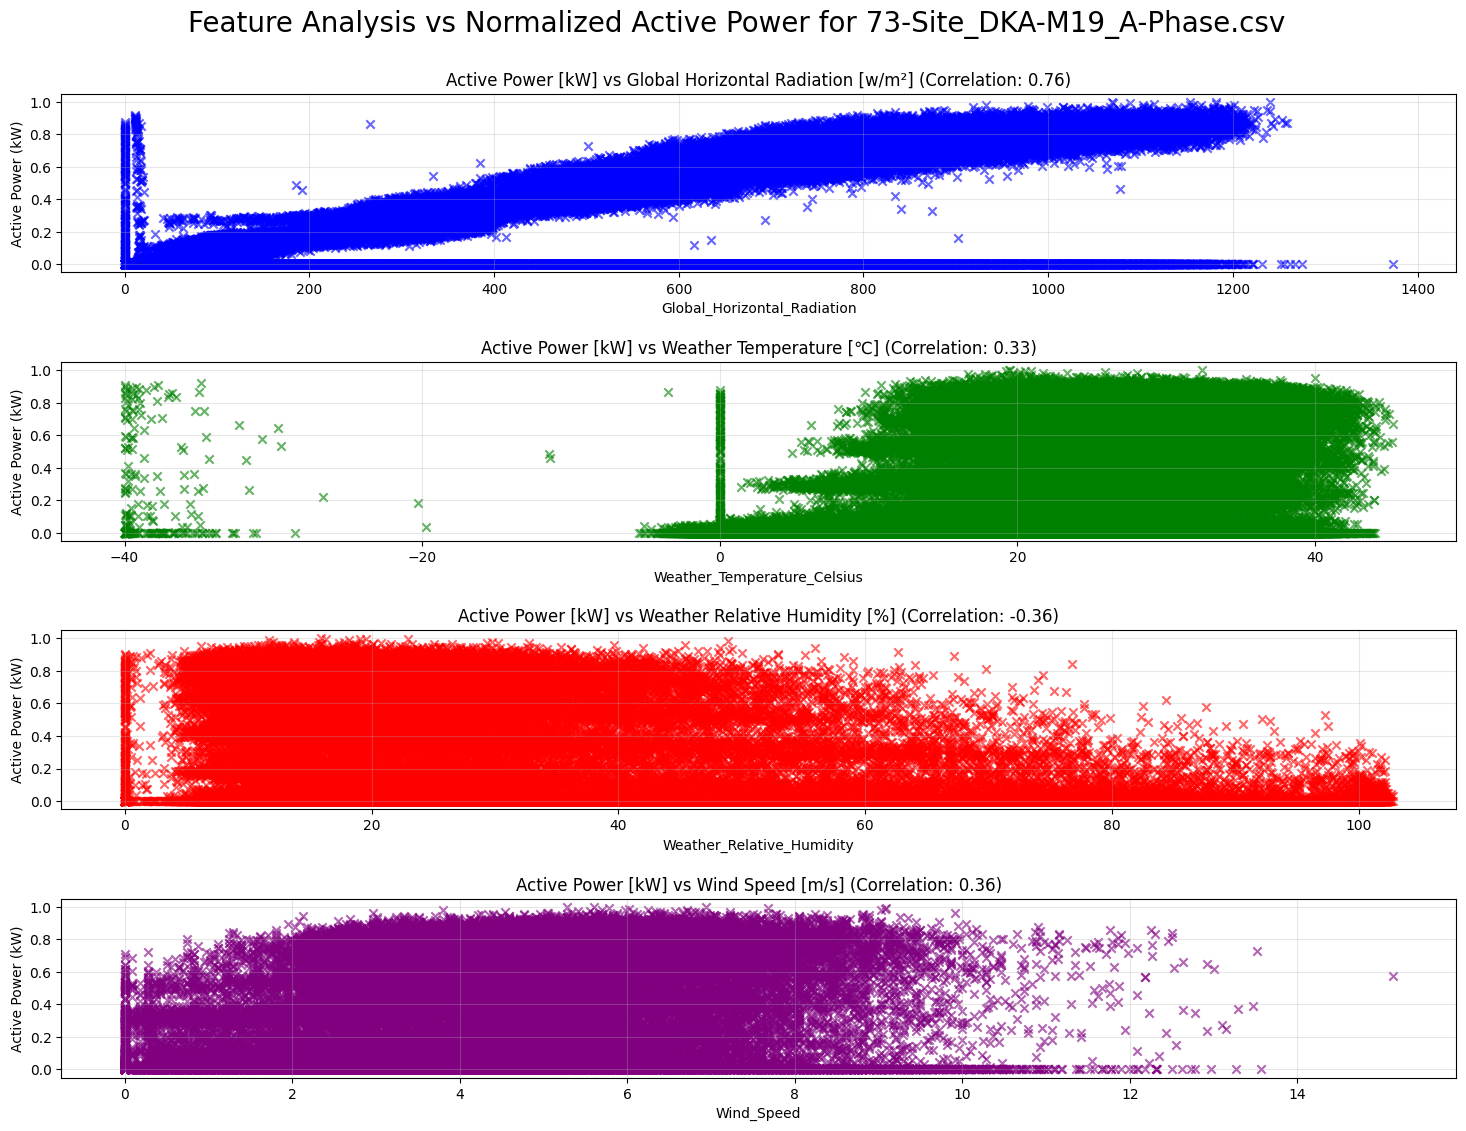 Feature Analysis vs Normalized Active Power for 73-Site_DKA-M19_A-Phase.csv
Active Power [kW] vs Global Horizontal Radiation [w/m²] (Correlation: 0.76)
Active Power (kW)
1.0
0.8
0.6
0.4
0.2
0.0
0 200 400 600 800 1000 1200 1400
Global_Horizontal_Radiation
Active Power [kW] vs Weather Temperature [℃] (Correlation: 0.33)
Active Power (kW)
1.0
0.8
0.6
0.4
0.2
0.0
−40 −20 0 20 40
Weather_Temperature_Celsius
Active Power [kW] vs Weather Relative Humidity [%] (Correlation: -0.36)
Active Power (kW)
1.0
0.8
0.6
0.4
0.2
0.0
0 20 40 60 80 100
Weather_Relative_Humidity
Active Power [kW] vs Wind Speed [m/s] (Correlation: 0.36)
Active Power (kW)
1.0
0.8
0.6
0.4
0.2
0.0
0 2 4 6 8 10 12 14
Wind_Speed